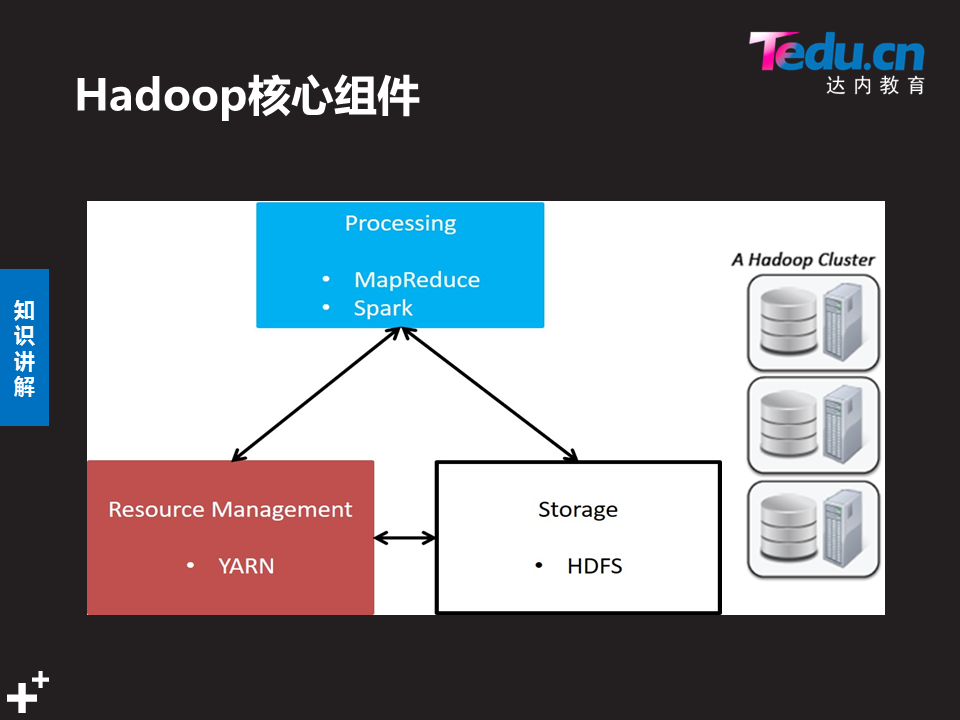 Tedu.cn
达内教育
Hadoop核心组件
知识讲解
Processing
• MapReduce
• Spark
A Hadoop Cluster
Resource Management
• YARN
Storage
• HDFS